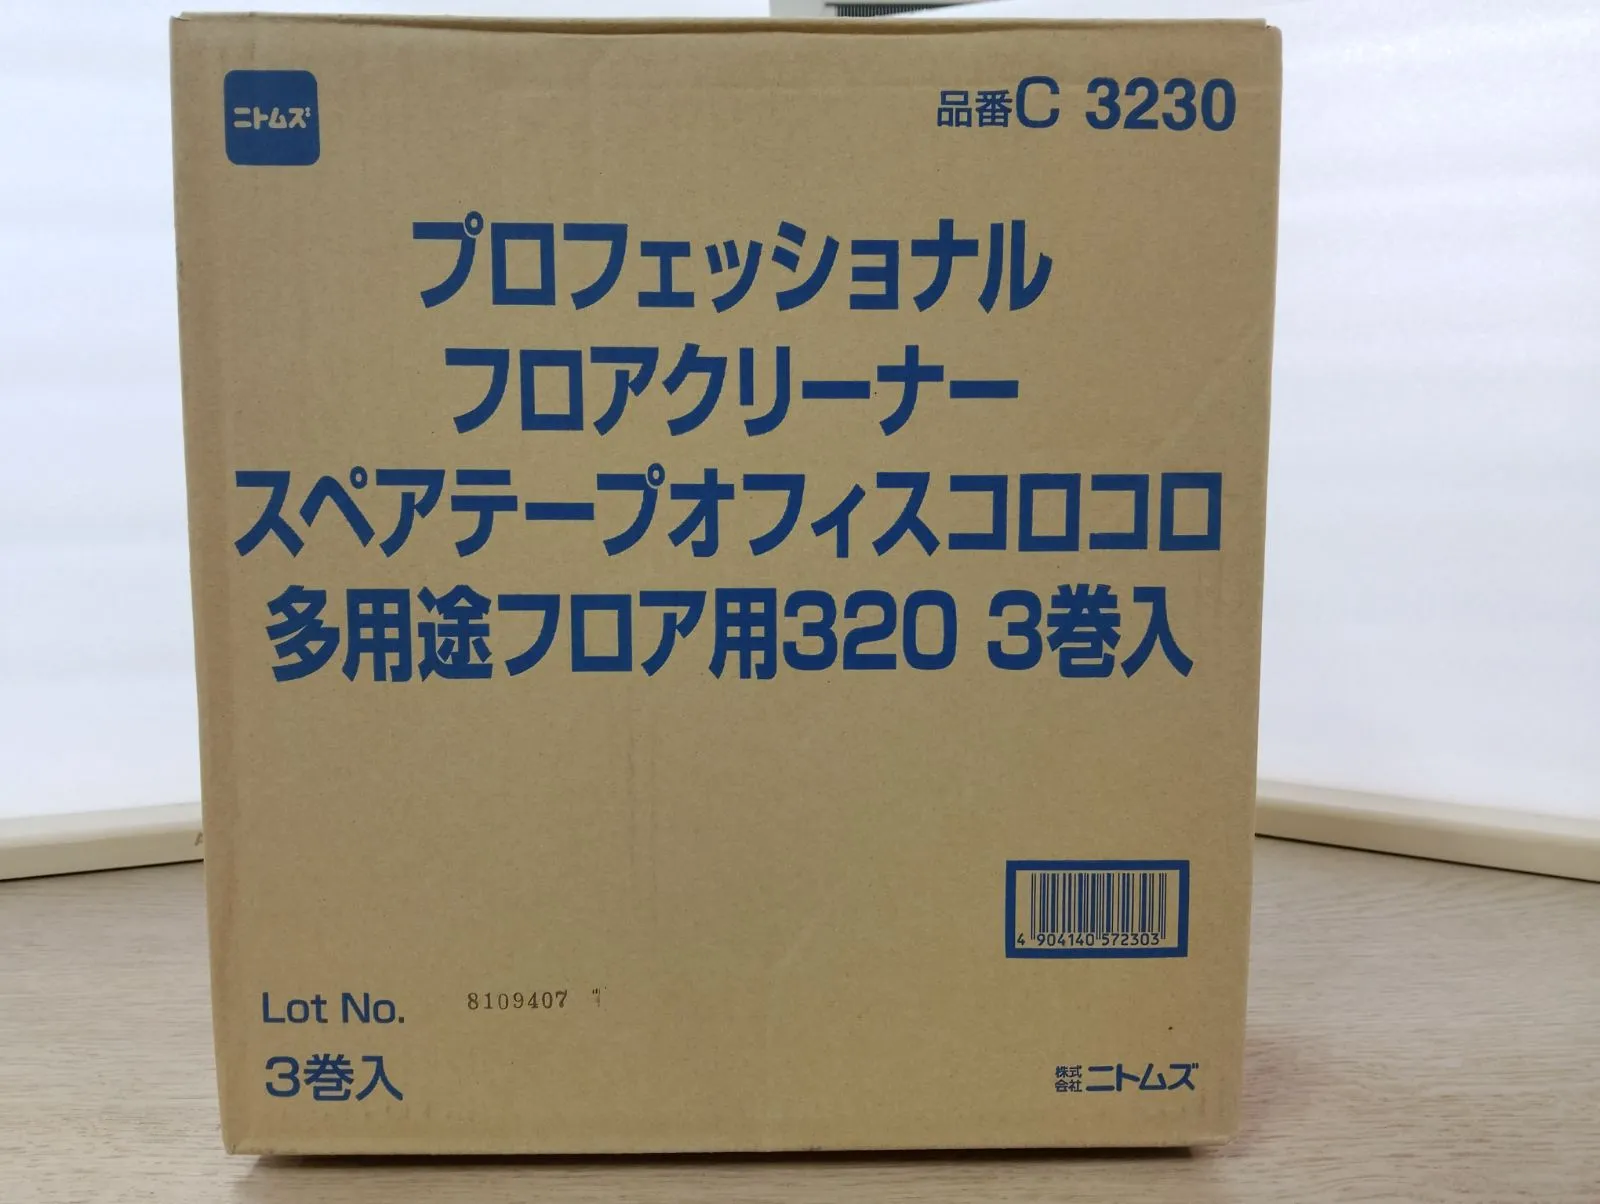 ニトムズ
品番C 3230
プロフェッショナル
フロアクリーナー
スペアテープオフィスコロコロ
多用途フロア用320 3巻入
4 904140 572303
Lot No. 8109407
3巻入
株式会社ニトムズ